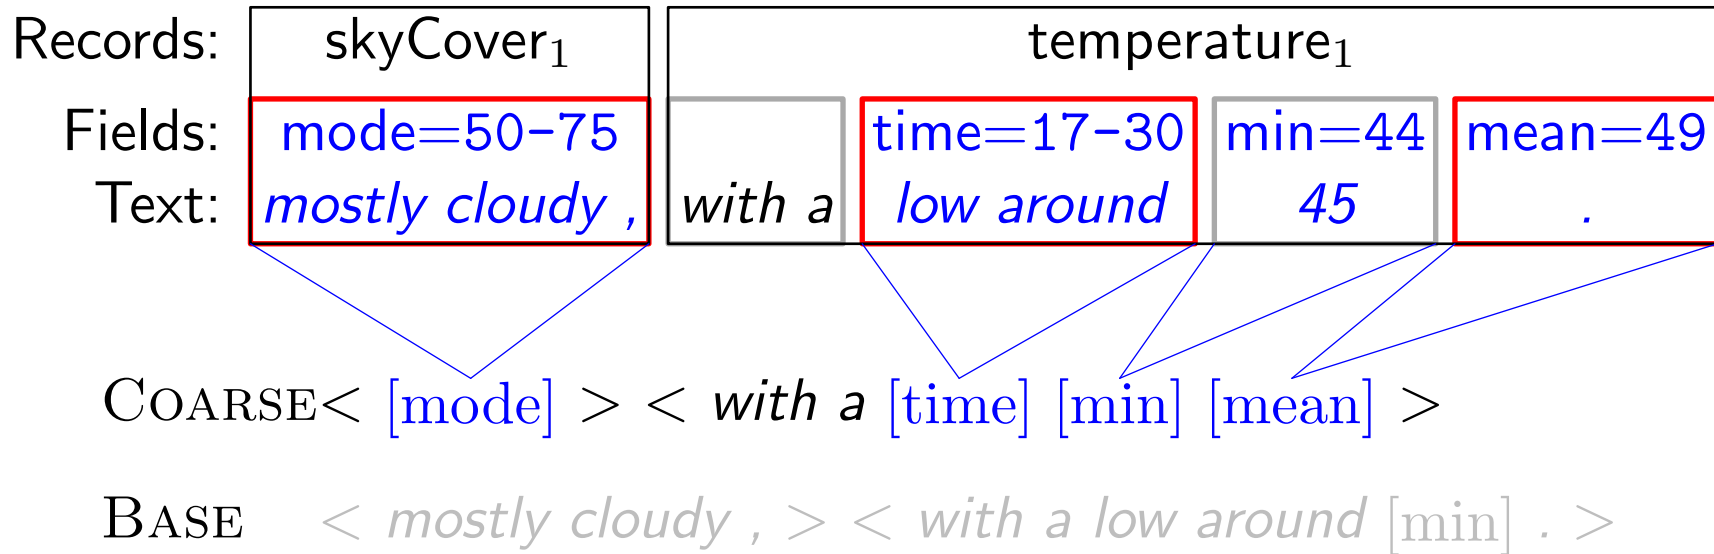 Records: skyCover₁ temperature₁
Fields: mode=50-75 time=17-30 min=44 mean=49
Text: mostly cloudy , with a low around 45 .
COARSE < [mode] > < with a [time] [min] [mean] >
BASE < mostly cloudy , > < with a low around [min] . >